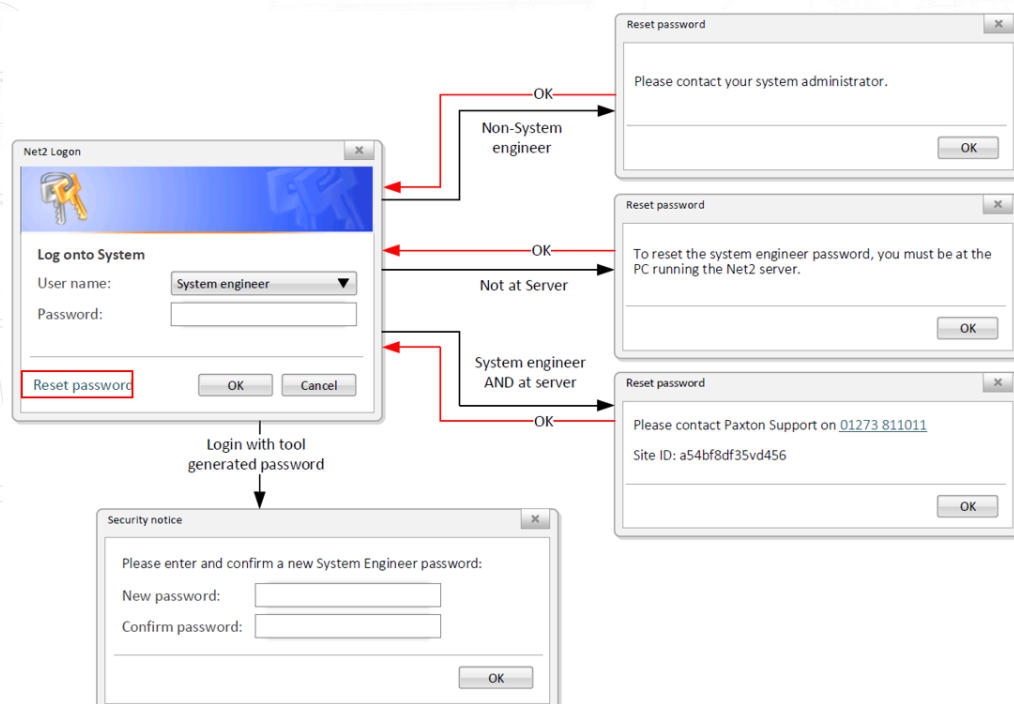 Reset password
Please contact your system administrator.
OK
OK
Non-System
engineer
Net2 Logon
Log onto System
User name:
System engineer
Password:
Reset password
OK
Cancel
Reset password
To reset the system engineer password, you must be at the
PC running the Net2 server.
OK
OK
Not at Server
System engineer
AND at server
OK
Reset password
Please contact Paxton Support on 01273 811011
Site ID: a54bf8df35vd456
OK
Login with tool
generated password
Security notice
Please enter and confirm a new System Engineer password:
New password:
Confirm password:
OK